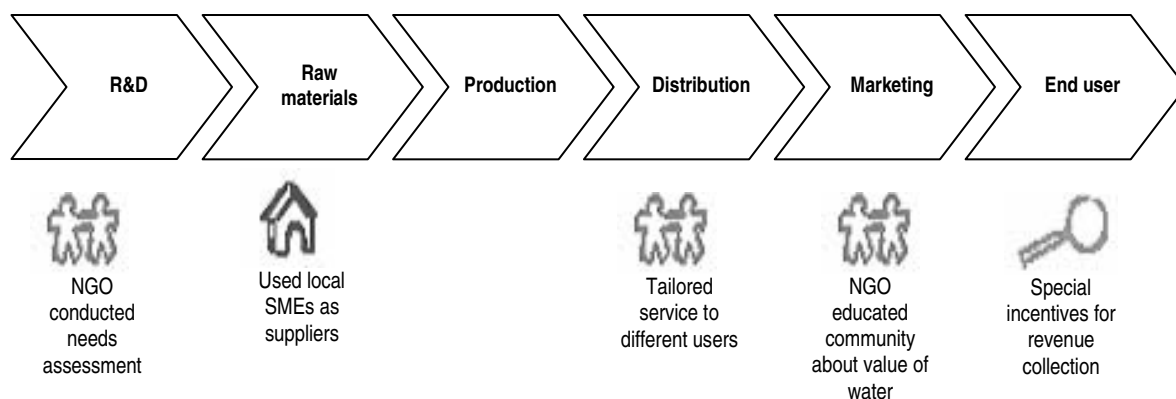 R&D
Raw
materials
Production
Distribution
Marketing
End user
NGO
conducted
needs
assessment
Used local
SMEs as
suppliers
Tailored
service to
different users
NGO
educated
community
about value of
water
Special
incentives for
revenue
collection